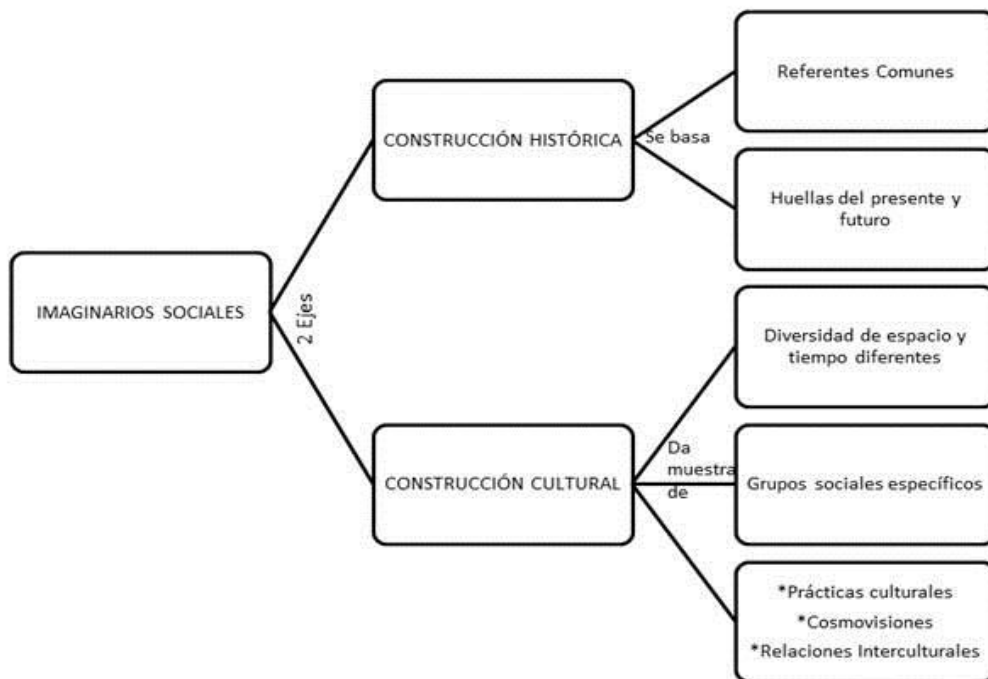 IMAGINARIOS SOCIALES
2 Ejes
CONSTRUCCIÓN HISTÓRICA
Se basa
Referentes Comunes
Huellas del presente y
futuro
CONSTRUCCIÓN CULTURAL
Da
muestra
de
Diversidad de espacio y
tiempo diferentes
Grupos sociales específicos
*Prácticas culturales
*Cosmovisiones
*Relaciones Interculturales